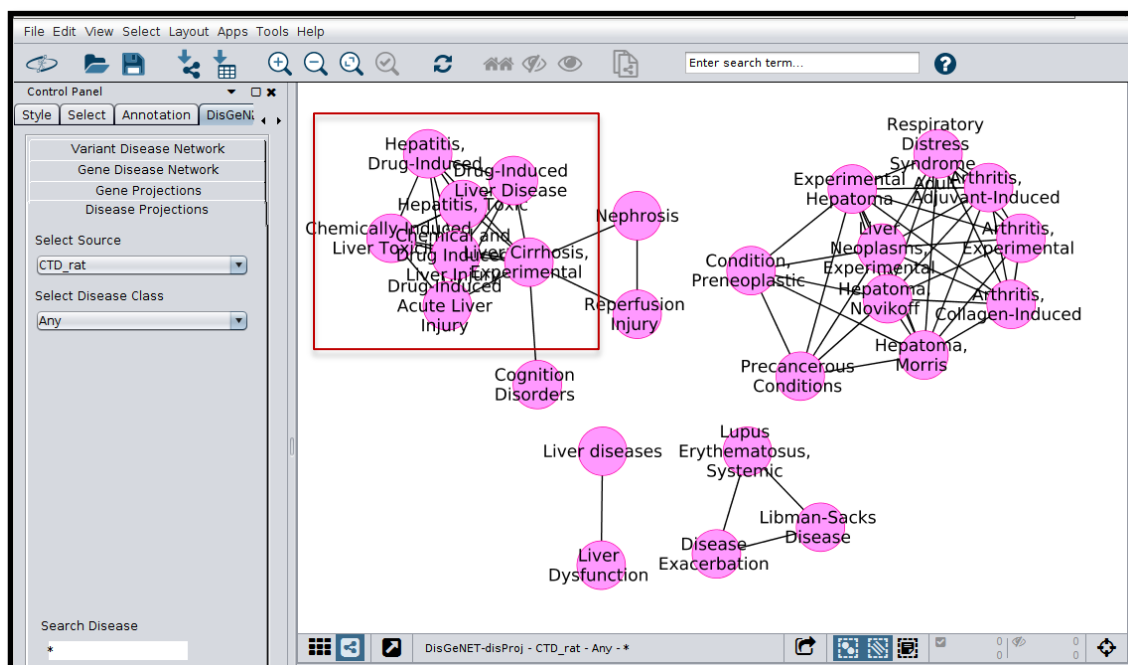 File Edit View Select Layout Apps Tools Help
Enter search term...
Control Panel
Style Select Annotation DisGeN
Variant Disease Network
Gene Disease Network
Gene Projections
Disease Projections
Select Source
CTD_rat
Select Disease Class
Any
Search Disease
*
Hepatitis,
Drug-Induced
Drug-Induced
Liver Disease
Hepatitis, Toxic
Chemically-Induced
Liver Toxicity
Chemical and
Drug Induced
Liver Injury
Liver Cirrhosis,
Experimental
Drug-Induced
Acute Liver
Injury
Nephrosis
Reperfusion
Injury
Cognition
Disorders
Respiratory
Distress
Syndrome,
Adult
Experimental
Hepatoma
Arthritis,
Adjuvant-Induced
Liver
Neoplasms,
Experimental
Arthritis,
Experimental
Condition,
Preneoplastic
Hepatoma,
Novikoff
Arthritis,
Collagen-Induced
Hepatoma,
Morris
Precancerous
Conditions
Liver diseases
Liver
Dysfunction
Lupus
Erythematosus,
Systemic
Libman-Sacks
Disease
Disease
Exacerbation
DisGeNET-disProj - CTD_rat - Any - *
0 0
0 0